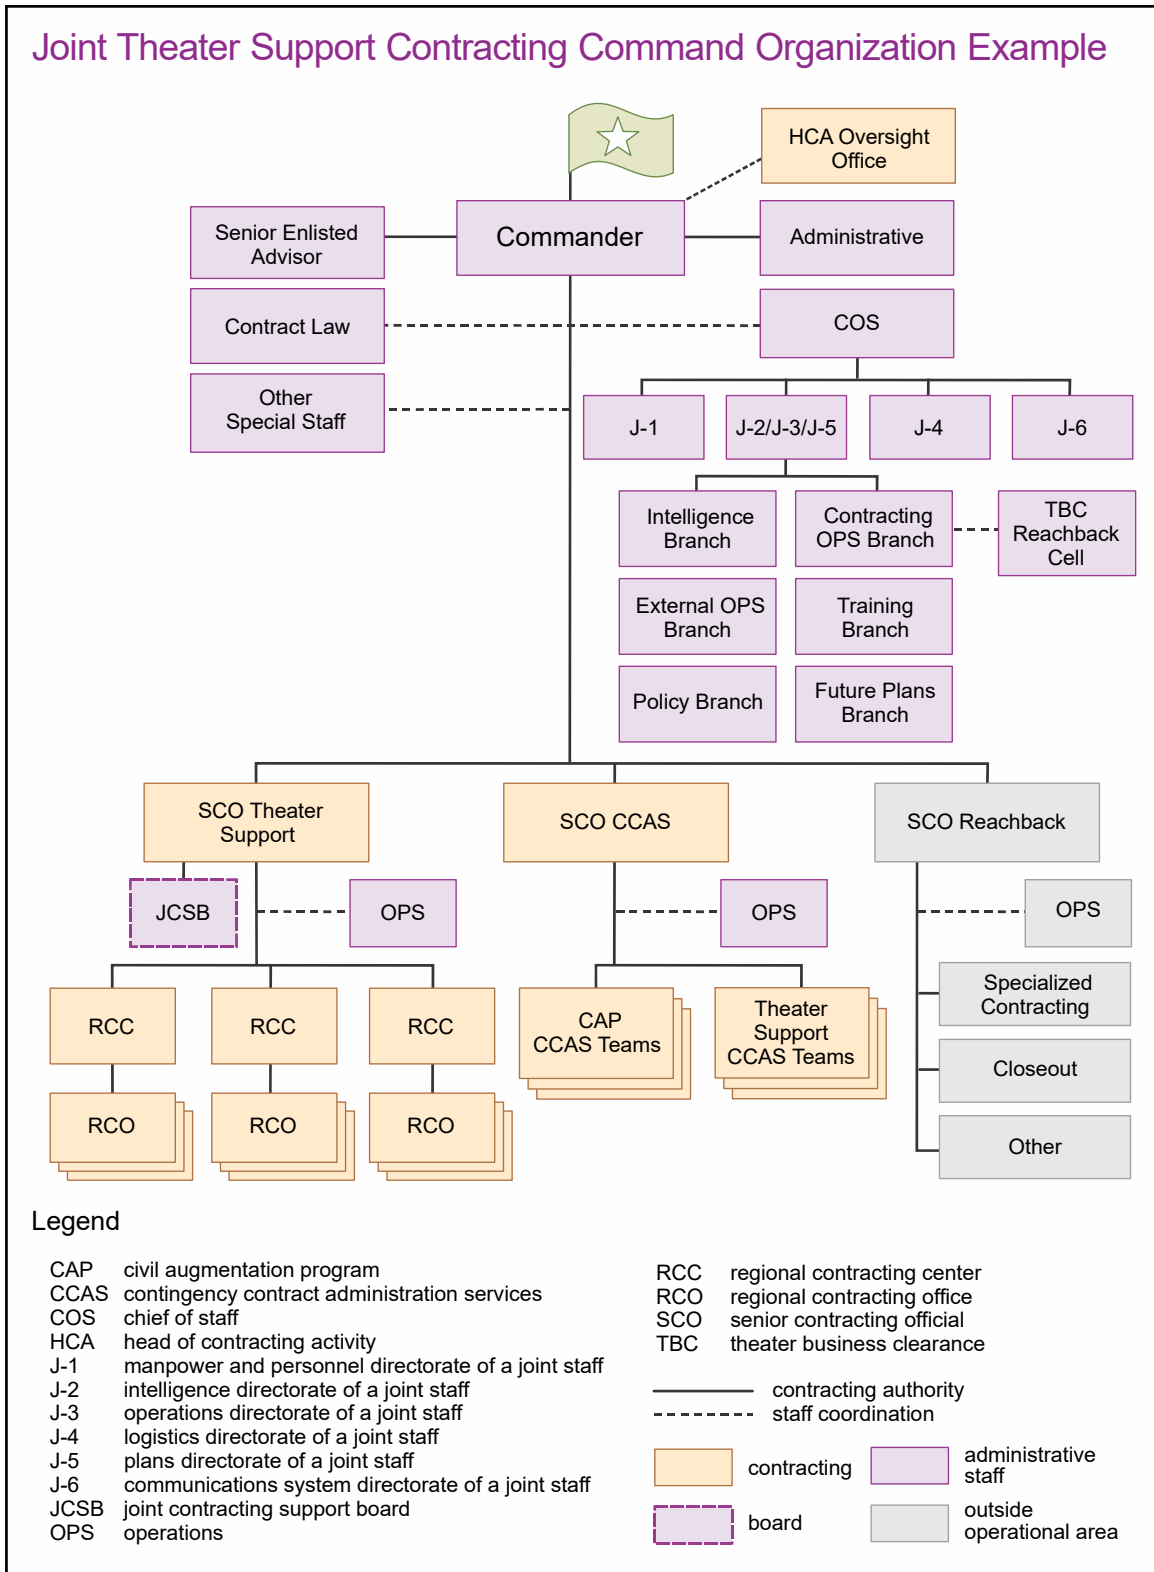 Joint Theater Support Contracting Command Organization Example
HCA Oversight
Office
Senior Enlisted
Advisor
Commander
Administrative
Contract Law
COS
Other
Special Staff
J-1
J-2/J-3/J-5
J-4
J-6
Intelligence
Branch
Contracting
OPS Branch
TBC
Reachback
Cell
External OPS
Branch
Training
Branch
Policy Branch
Future Plans
Branch
SCO Theater
Support
SCO CCAS
SCO Reachback
JCSB
OPS
OPS
OPS
Specialized
Contracting
RCC
RCC
RCC
CAP
CCAS Teams
Theater
Support
CCAS Teams
Closeout
RCO
RCO
RCO
Other
Legend
CAP civil augmentation program
CCAS contingency contract administration services
COS chief of staff
HCA head of contracting activity
J-1 manpower and personnel directorate of a joint staff
J-2 intelligence directorate of a joint staff
J-3 operations directorate of a joint staff
J-4 logistics directorate of a joint staff
J-5 plans directorate of a joint staff
J-6 communications system directorate of a joint staff
JCSB joint contracting support board
OPS operations
RCC regional contracting center
RCO regional contracting office
SCO senior contracting official
TBC theater business clearance
contracting authority
staff coordination
contracting
administrative
staff
board
outside
operational area